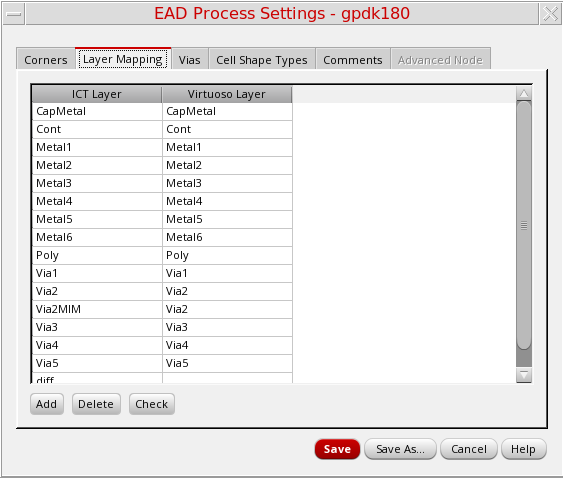 EAD Process Settings - gpdk180
Corners Layer Mapping Vias Cell Shape Types Comments Advanced Node
ICT Layer Virtuoso Layer
CapMetal CapMetal
Cont Cont
Metal1 Metal1
Metal2 Metal2
Metal3 Metal3
Metal4 Metal4
Metal5 Metal5
Metal6 Metal6
Poly Poly
Via1 Via1
Via2 Via2
Via2MIM Via2
Via3 Via3
Via4 Via4
Via5 Via5
diff
Add Delete Check
Save Save As... Cancel Help